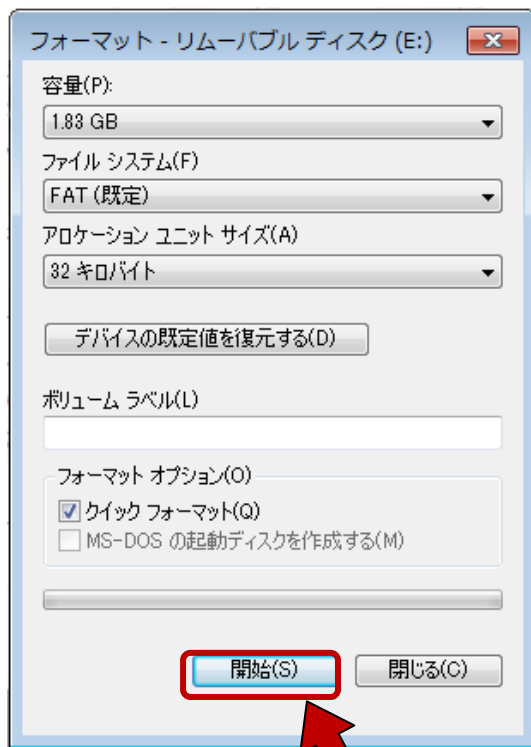 フォーマット - リムーバブル ディスク (E:)
容量(P):
1.83 GB
ファイル システム(F)
FAT (既定)
アロケーション ユニット サイズ(A)
32 キロバイト
デバイスの既定値を復元する(D)
ボリューム ラベル(L)
フォーマット オプション(O)
クイック フォーマット(Q)
MS-DOS の起動ディスクを作成する(M)
開始(S) 閉じる(C)